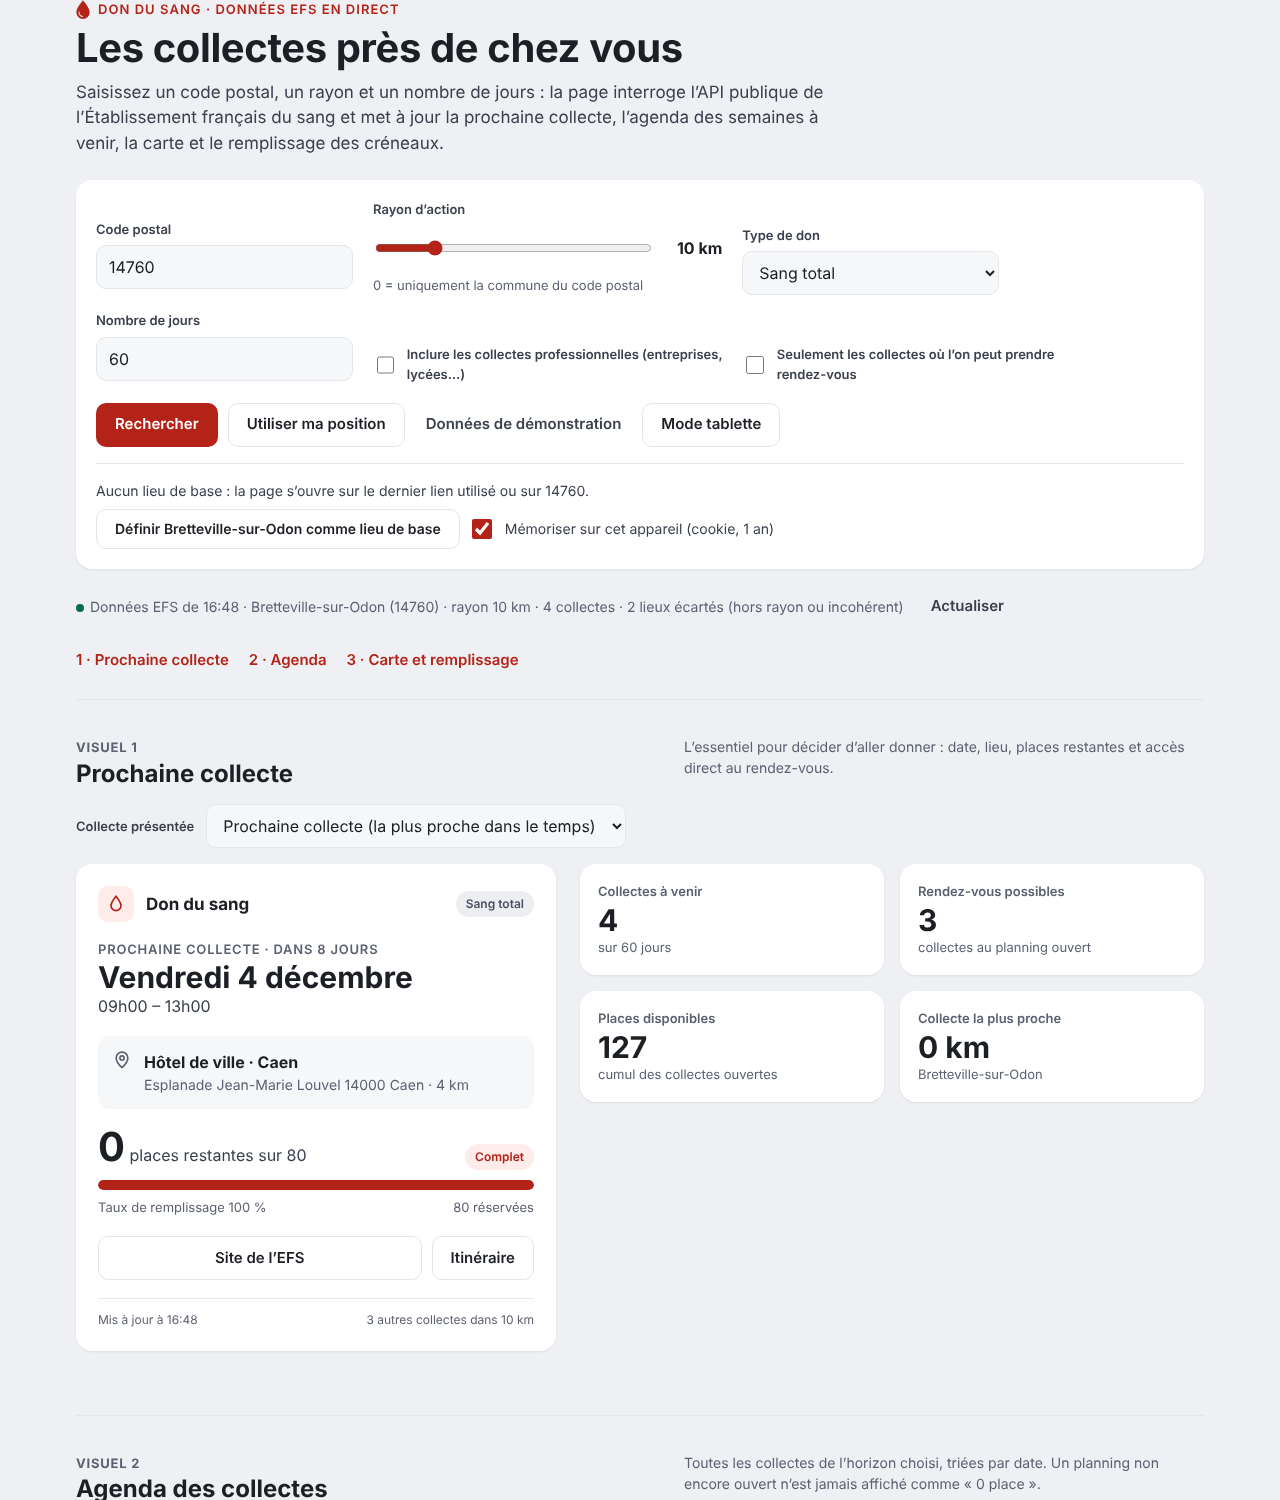 DON DU SANG · DONNÉES EFS EN DIRECT
Les collectes près de chez vous
Saisissez un code postal, un rayon et un nombre de jours : la page interroge l’API publique de
l’Établissement français du sang et met à jour la prochaine collecte, l’agenda des semaines à
venir, la carte et le remplissage des créneaux.
Code postal
14760
Rayon d’action
10 km
0 = uniquement la commune du code postal
Type de don
Sang total
Nombre de jours
60
Inclure les collectes professionnelles (entreprises,
lycées…)
Seulement les collectes où l’on peut prendre
rendez-vous
Rechercher
Utiliser ma position
Données de démonstration
Mode tablette
Aucun lieu de base : la page s’ouvre sur le dernier lien utilisé ou sur 14760.
Définir Bretteville-sur-Odon comme lieu de base
Mémoriser sur cet appareil (cookie, 1 an)
Données EFS de 16:48 · Bretteville-sur-Odon (14760) · rayon 10 km · 4 collectes · 2 lieux écartés (hors rayon ou incohérent)
Actualiser
1 · Prochaine collecte
2 · Agenda
3 · Carte et remplissage
VISUEL 1
Prochaine collecte
L’essentiel pour décider d’aller donner : date, lieu, places restantes et accès
direct au rendez-vous.
Collecte présentée
Prochaine collecte (la plus proche dans le temps)
Don du sang
Sang total
PROCHAINE COLLECTE · DANS 8 JOURS
Vendredi 4 décembre
09h00 – 13h00
Hôtel de ville · Caen
Esplanade Jean-Marie Louvel 14000 Caen · 4 km
0 places restantes sur 80
Complet
Taux de remplissage 100 %
80 réservées
Site de l’EFS
Itinéraire
Mis à jour à 16:48
3 autres collectes dans 10 km
Collectes à venir
4
sur 60 jours
Rendez-vous possibles
3
collectes au planning ouvert
Places disponibles
127
cumul des collectes ouvertes
Collecte la plus proche
0 km
Bretteville-sur-Odon
VISUEL 2
Agenda des collectes
Toutes les collectes de l’horizon choisi, triées par date. Un planning non
encore ouvert n’est jamais affiché comme « 0 place ».